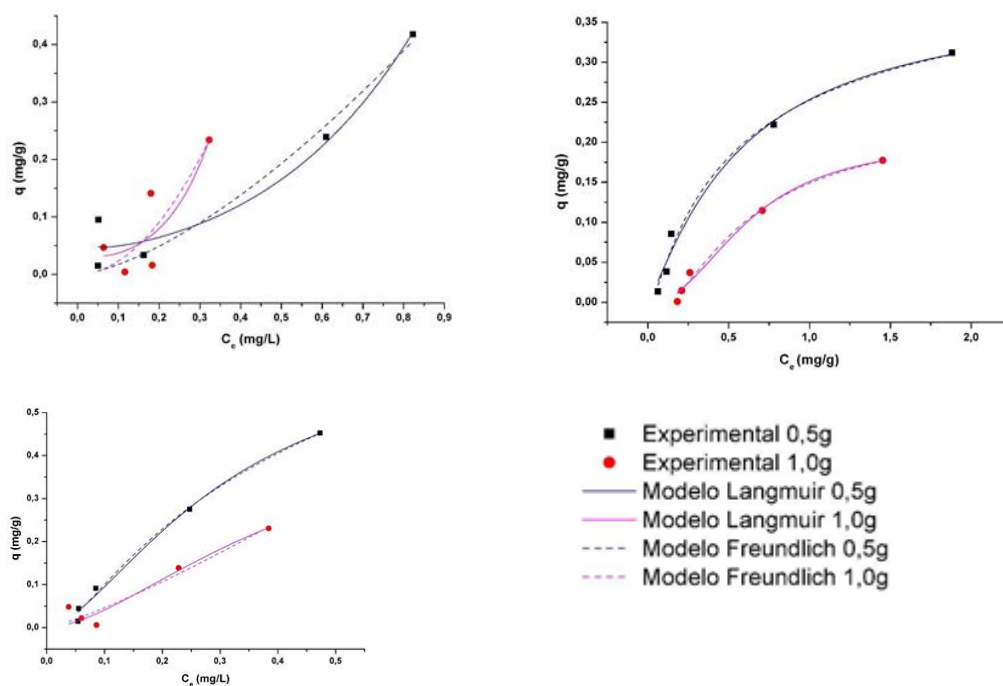 0,4
0,3
0,2
0,1
0,0
q (mg/g)
0,0 0,1 0,2 0,3 0,4 0,5 0,6 0,7 0,8 0,9
Ce (mg/L)
0,35
0,30
0,25
0,20
0,15
0,10
0,05
0,00
q (mg/g)
0,0 0,5 1,0 1,5 2,0
Ce (mg/g)
0,5
0,4
0,3
0,2
0,1
0,0
q (mg/g)
0,0 0,1 0,2 0,3 0,4 0,5
Ce (mg/L)
Experimental 0,5g
Experimental 1,0g
Modelo Langmuir 0,5g
Modelo Langmuir 1,0g
Modelo Freundlich 0,5g
Modelo Freundlich 1,0g